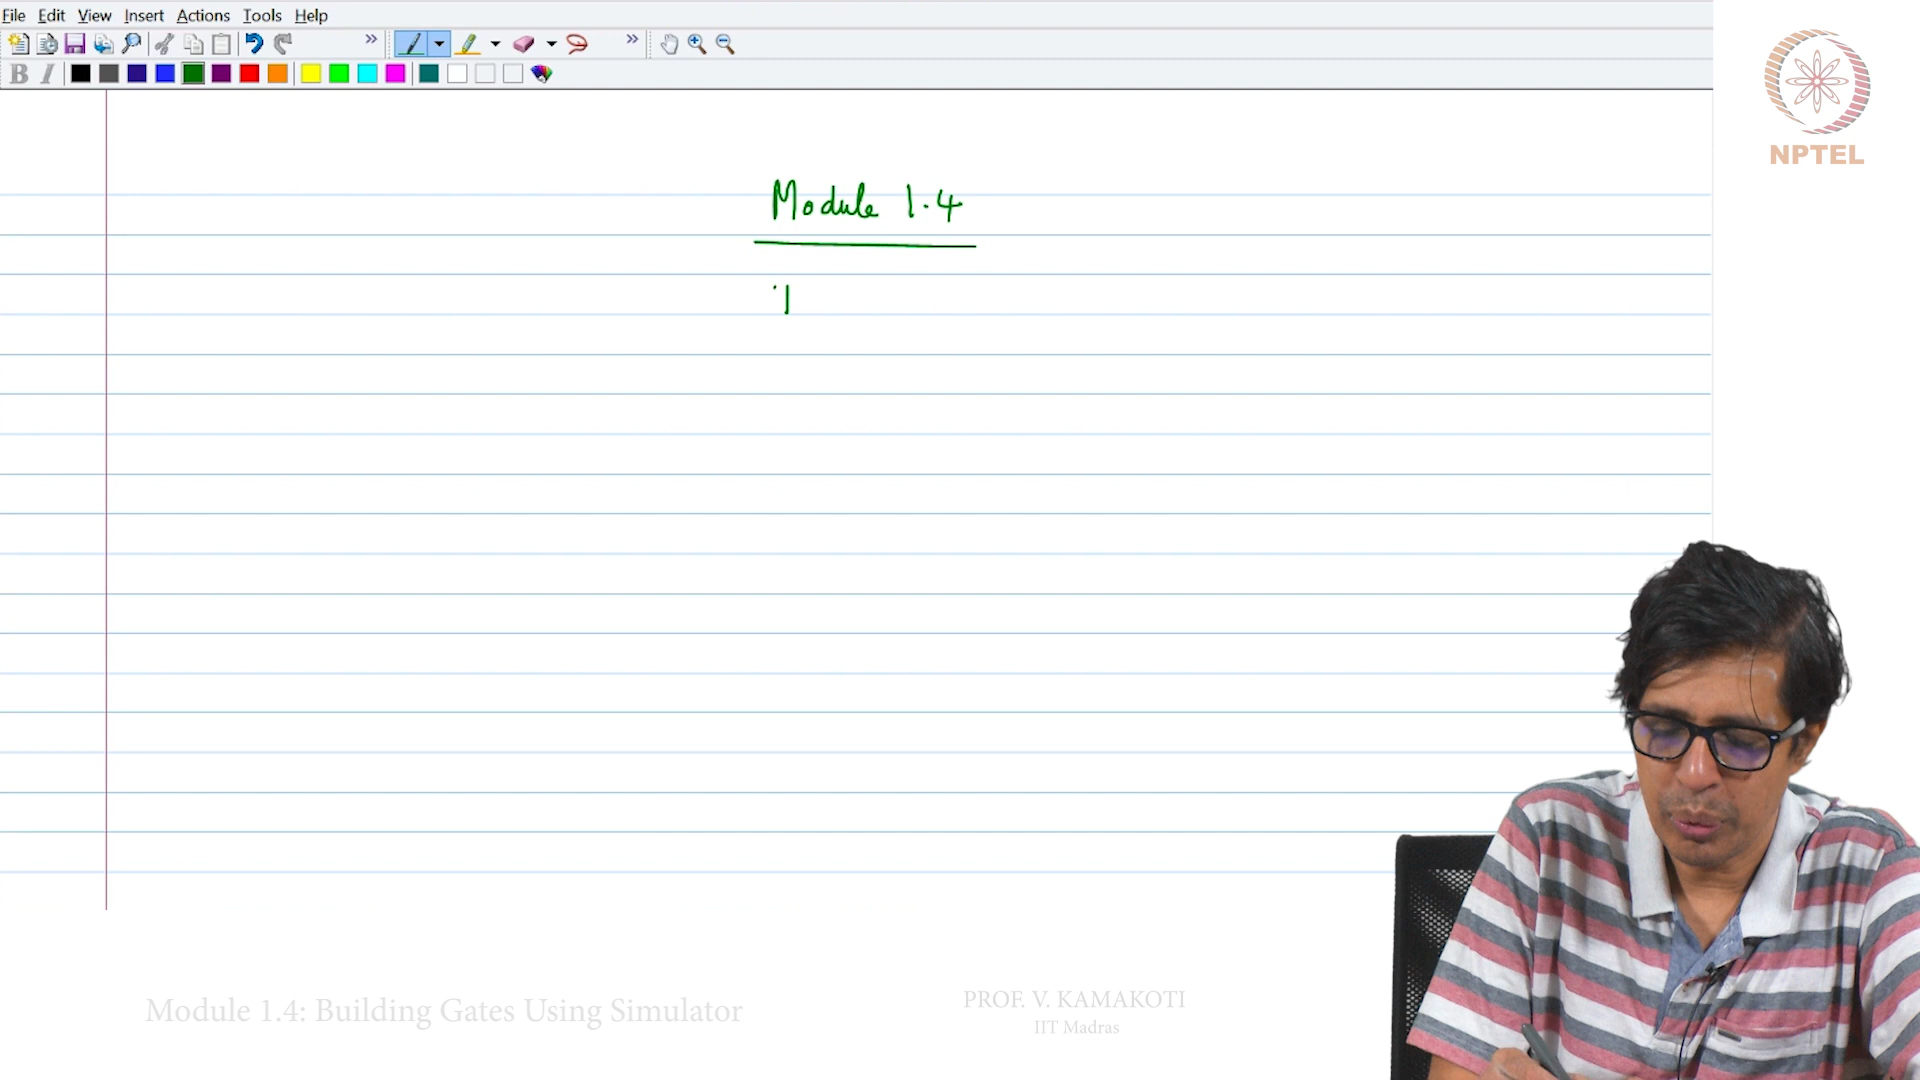 File Edit View Insert Actions Tools Help
B I
NPTEL
Module 1.4
Module 1.4: Building Gates Using Simulator
PROF. V. KAMAKOTI
IIT Madras